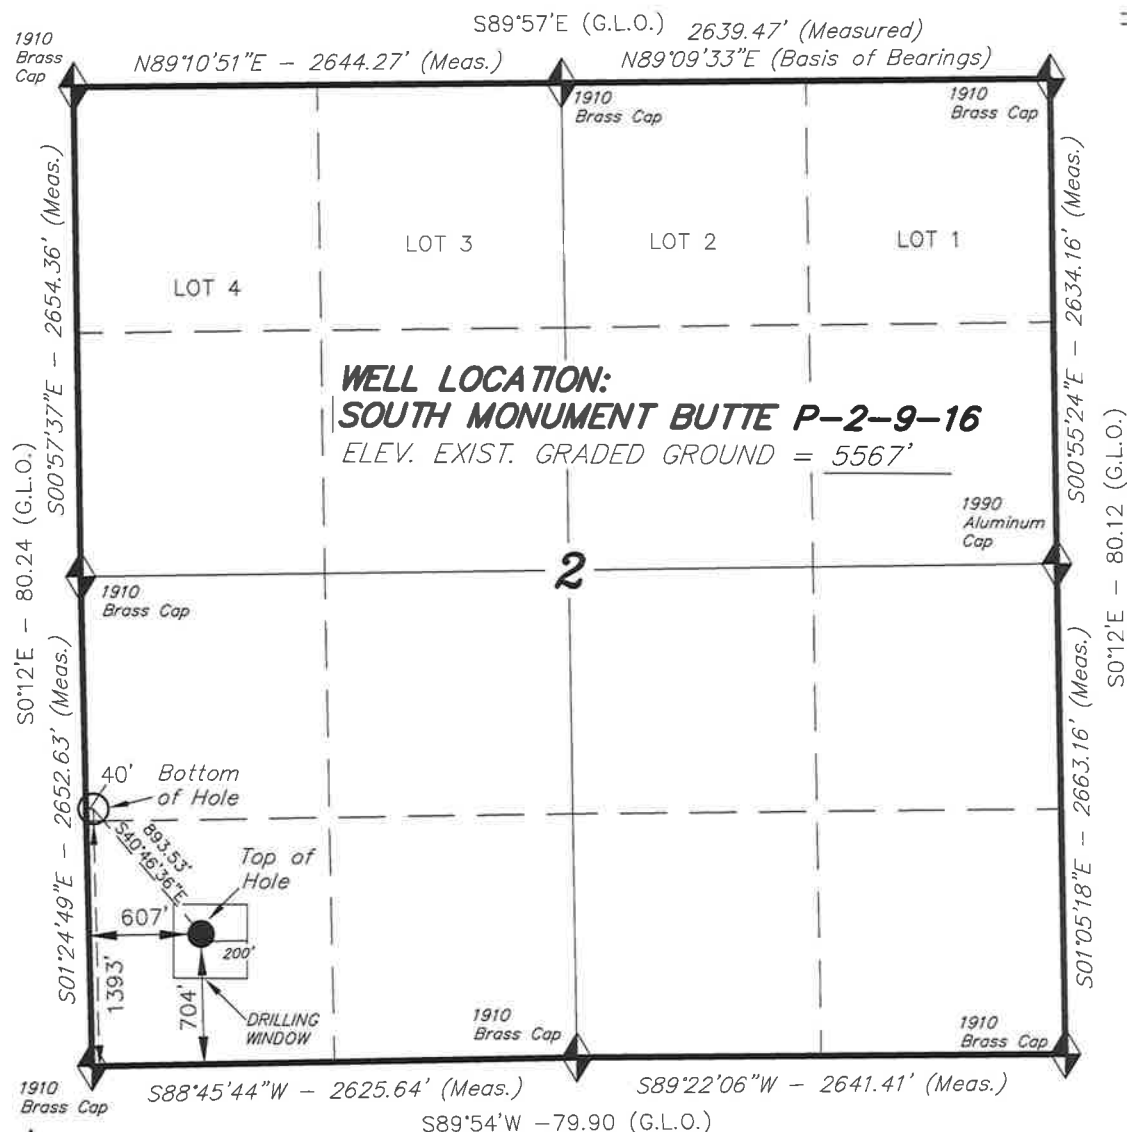 S89°57'E (G.L.O.)
2639.47' (Measured)
N89°10'51"E - 2644.27' (Meas.)
N89°09'33"E (Basis of Bearings)
1910
Brass
Cap
1910
Brass Cap
1910
Brass Cap
S00°57'37"E - 2654.36' (Meas.)
S00°55'24"E - 2634.16' (Meas.)
LOT 4
LOT 3
LOT 2
LOT 1
WELL LOCATION:
SOUTH MONUMENT BUTTE P-2-9-16
ELEV. EXIST. GRADED GROUND = 5567'
S0°12'E - 80.24 (G.L.O.)
S0°12'E - 80.12 (G.L.O.)
1990
Aluminum
Cap
1910
Brass Cap
2
S01°24'49"E - 2652.63' (Meas.)
S01°05'18"E - 2663.16' (Meas.)
40'
Bottom
of Hole
893.53'
S40°46'36"E
Top of
Hole
607'
200'
1393'
704'
DRILLING
WINDOW
1910
Brass Cap
1910
Brass Cap
1910
Brass Cap
S88°45'44"W - 2625.64' (Meas.)
S89°22'06"W - 2641.41' (Meas.)
S89°54'W -79.90 (G.L.O.)